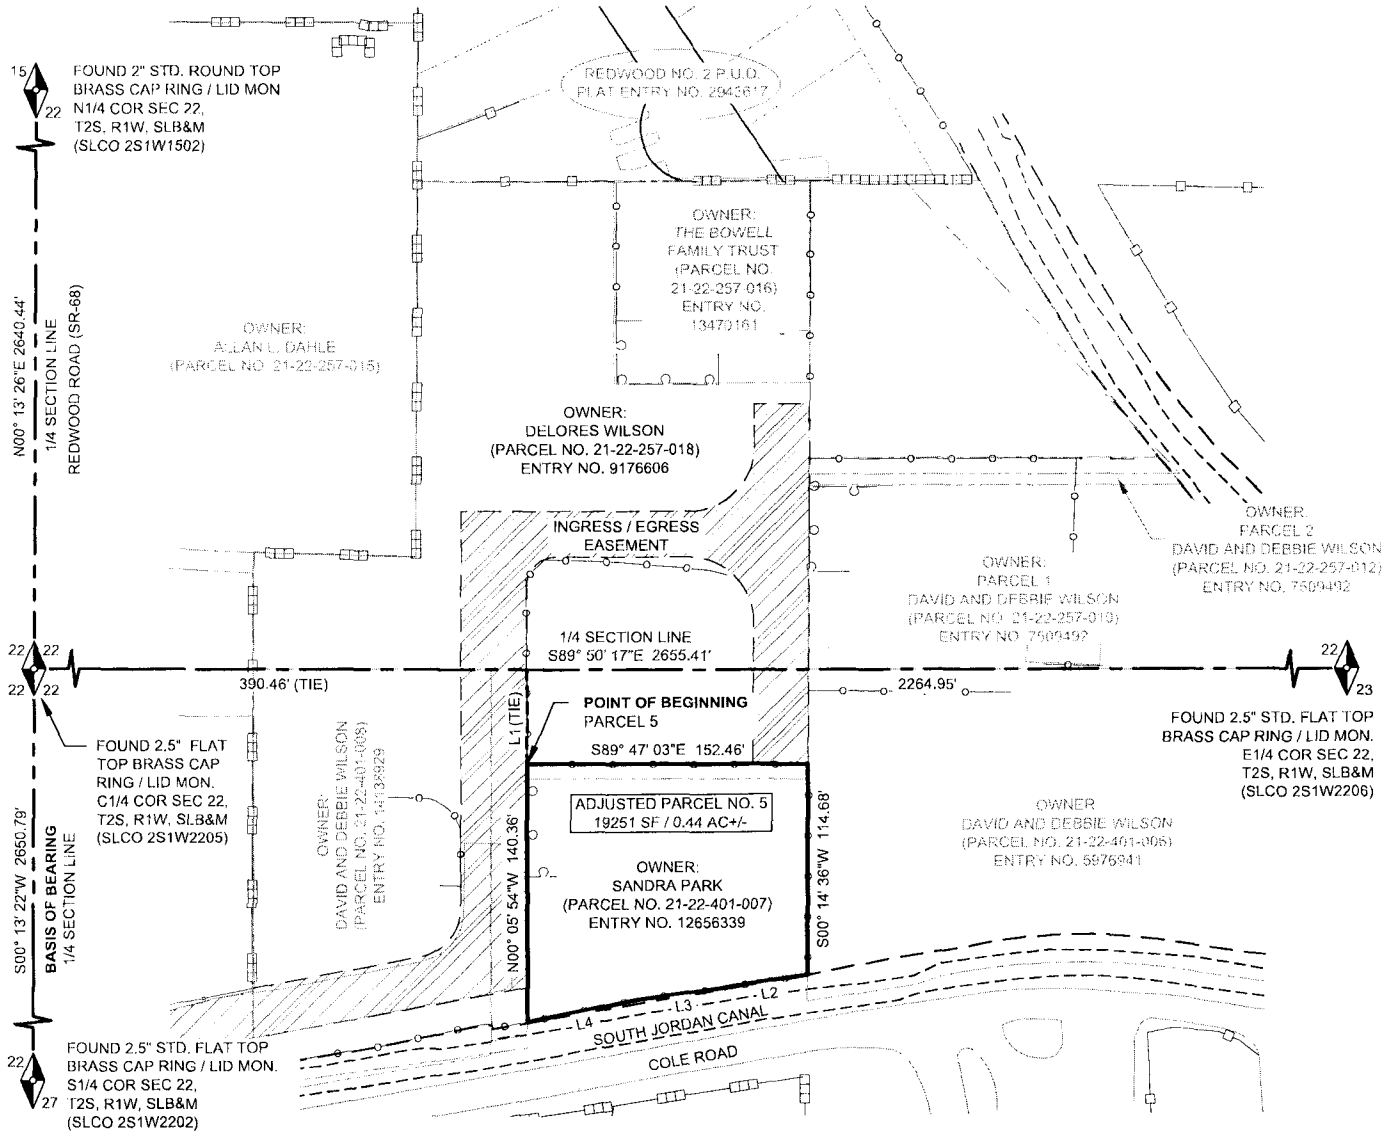 15
22
FOUND 2" STD. ROUND TOP
BRASS CAP RING / LID MON
N1/4 COR SEC 22,
T2S, R1W, SLB&M
(SLCO 2S1W1502)
REDWOOD NO. 2 P.U.D.
PLAT ENTRY NO. 2943617
OWNER:
THE BOWELL
FAMILY TRUST
(PARCEL NO.
21-22-257-016)
ENTRY NO.
13470161
N00° 13' 26"E 2640.44'
1/4 SECTION LINE
REDWOOD ROAD (SR-68)
OWNER:
ALLAN L. DAHLE
(PARCEL NO. 21-22-257-015)
OWNER:
DELORES WILSON
(PARCEL NO. 21-22-257-018)
ENTRY NO. 9176606
INGRESS / EGRESS
EASEMENT
OWNER:
PARCEL 1
DAVID AND DEBBIE WILSON
(PARCEL NO. 21-22-257-010)
ENTRY NO. 7509492
OWNER:
PARCEL 2
DAVID AND DEBBIE WILSON
(PARCEL NO. 21-22-257-012)
ENTRY NO. 7509492
22 22
22 22
1/4 SECTION LINE
S89° 50' 17"E 2655.41'
390.46' (TIE)
2264.95'
22
23
L1 (TIE)
POINT OF BEGINNING
PARCEL 5
S89° 47' 03"E 152.46'
FOUND 2.5" FLAT
TOP BRASS CAP
RING / LID MON.
C1/4 COR SEC 22,
T2S, R1W, SLB&M
(SLCO 2S1W2205)
FOUND 2.5" STD. FLAT TOP
BRASS CAP RING / LID MON.
E1/4 COR SEC 22,
T2S, R1W, SLB&M
(SLCO 2S1W2206)
S00° 13' 22"W 2650.79'
BASIS OF BEARING
1/4 SECTION LINE
OWNER:
DAVID AND DEBBIE WILSON
(PARCEL NO. 21-22-401-008)
ENTRY NO. 14138929
N00° 05' 54"W 140.36'
ADJUSTED PARCEL NO. 5
19251 SF / 0.44 AC+/-
OWNER:
SANDRA PARK
(PARCEL NO. 21-22-401-007)
ENTRY NO. 12656339
S00° 14' 36"W 114.68'
OWNER
DAVID AND DEBBIE WILSON
(PARCEL NO. 21-22-401-006)
ENTRY NO. 5976941
L4
L3
L2
SOUTH JORDAN CANAL
COLE ROAD
22
27
FOUND 2.5" STD. FLAT TOP
BRASS CAP RING / LID MON.
S1/4 COR SEC 22,
T2S, R1W, SLB&M
(SLCO 2S1W2202)